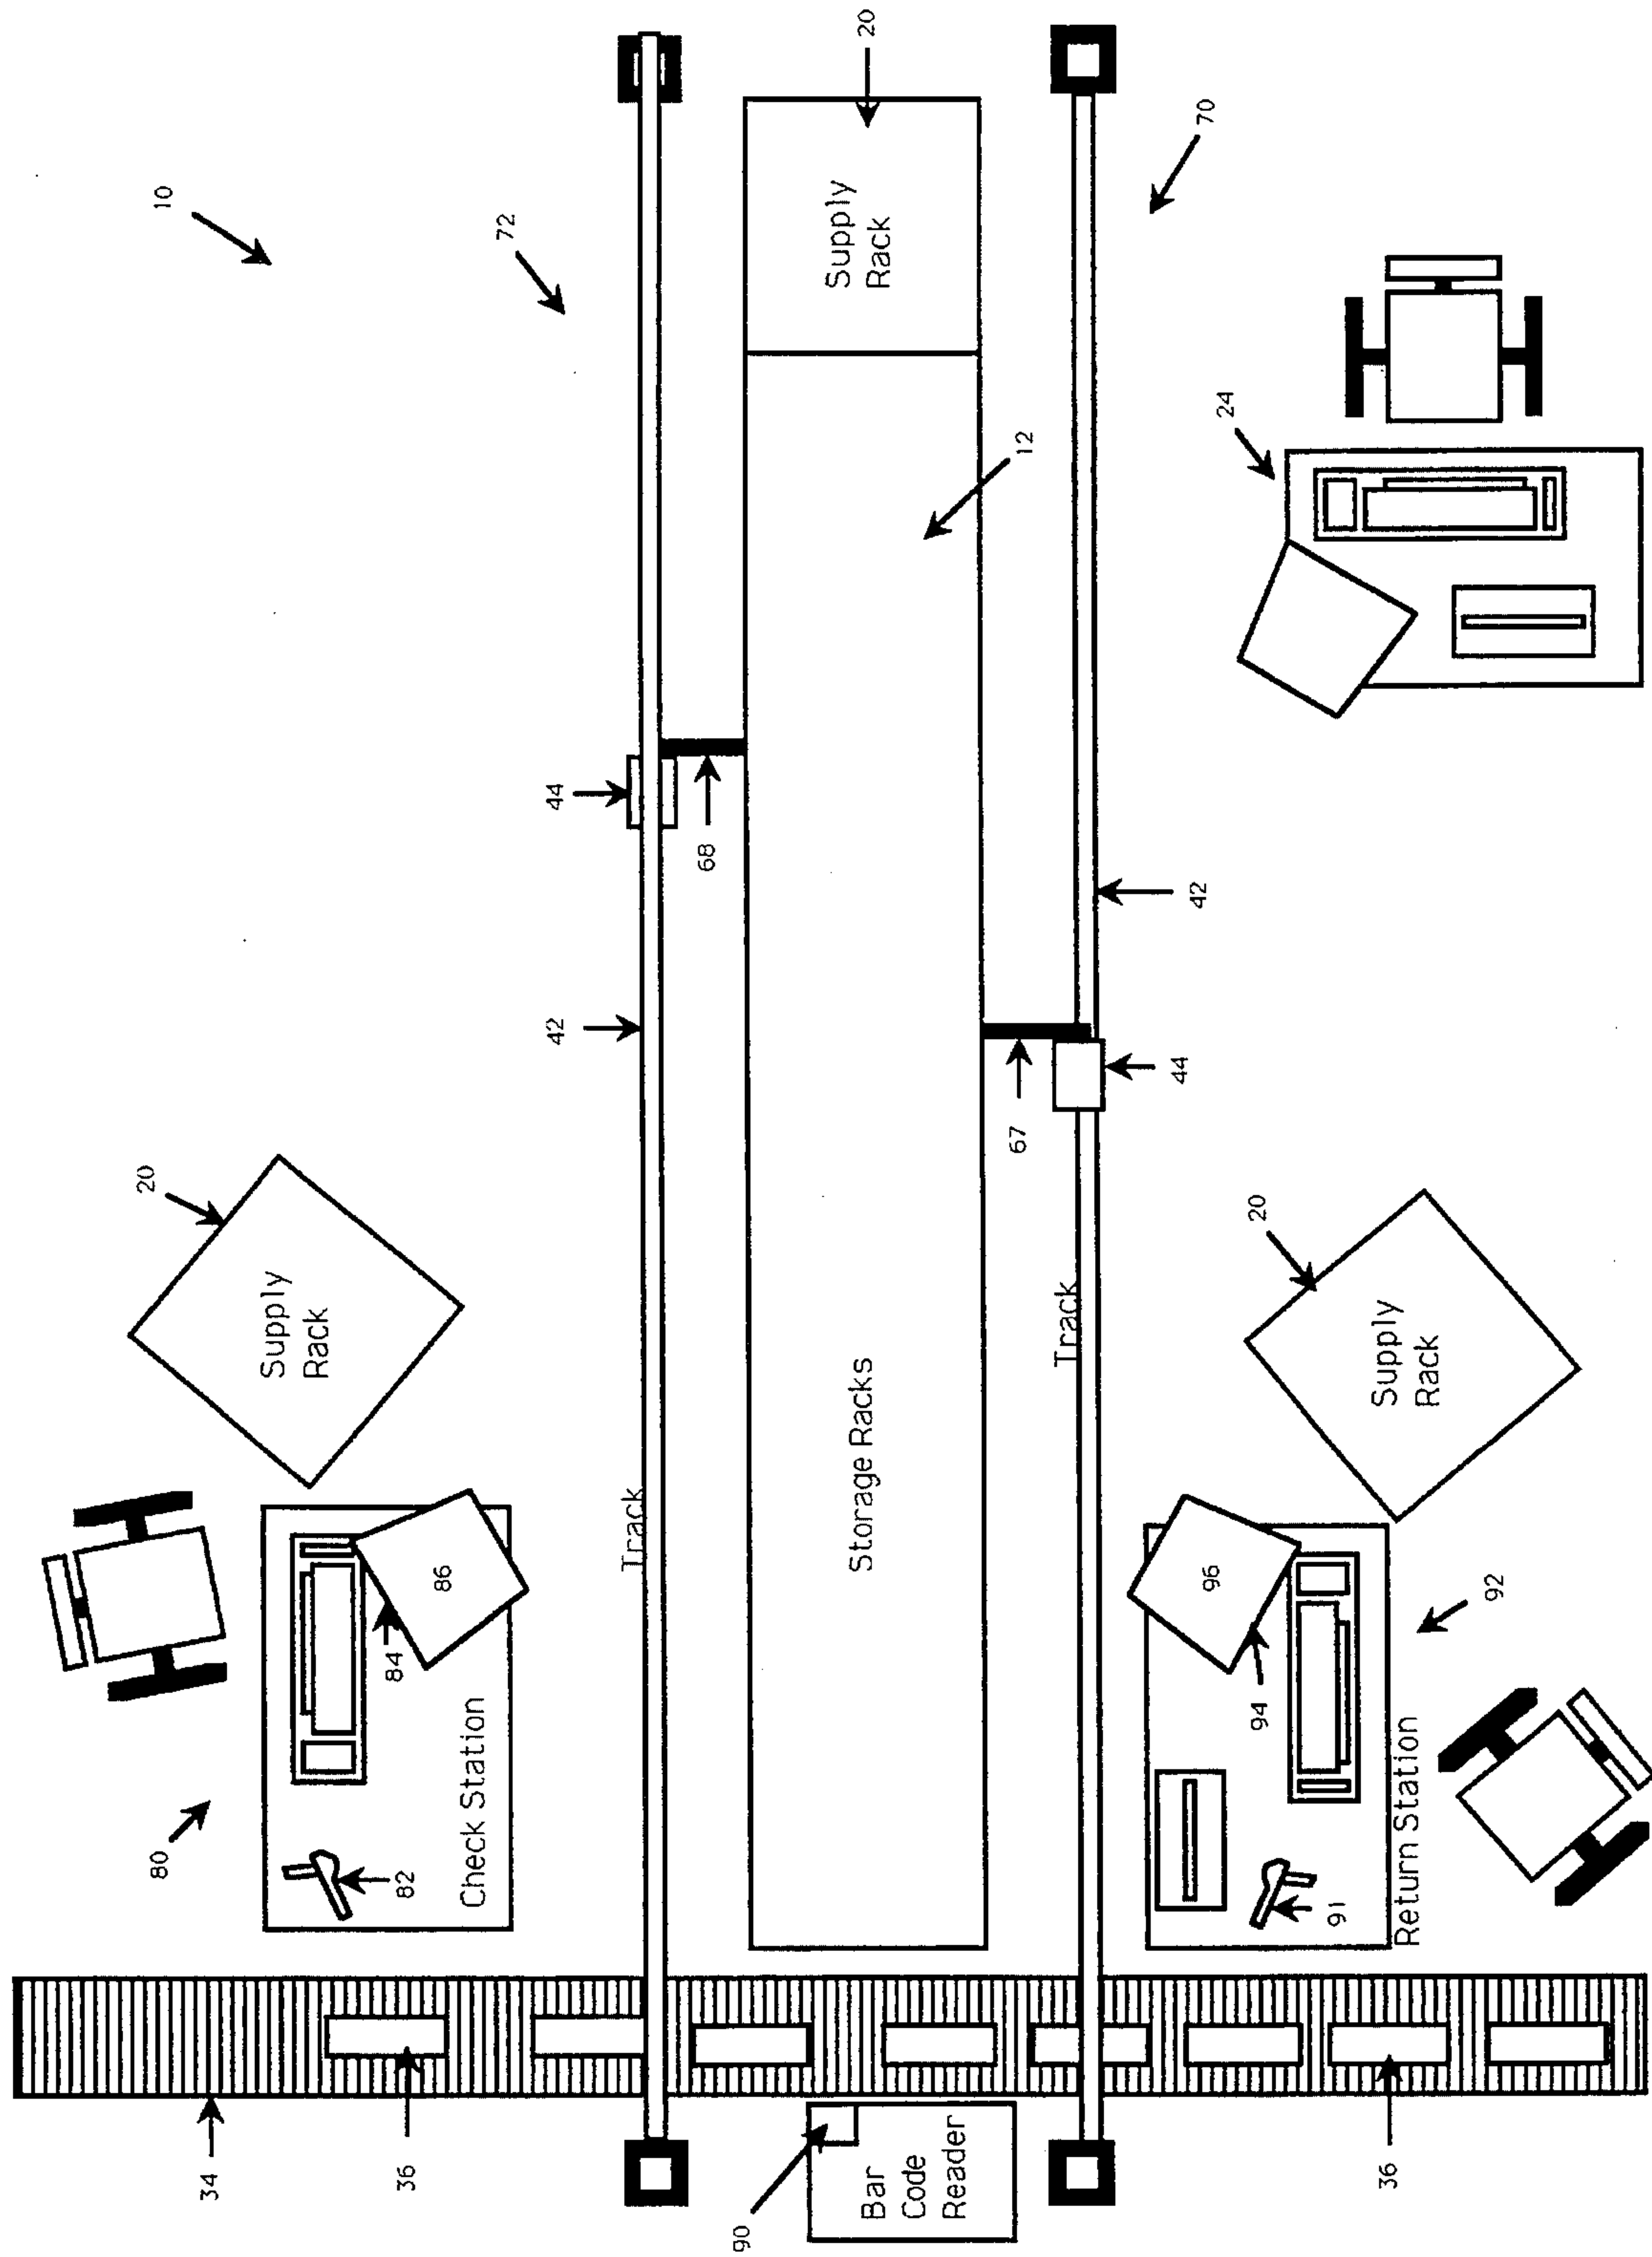 10
72
20
Supply
Rack
70
12
24
44
68
42
42
67
44
20
Supply
Rack
Track
Track
20
Supply
Rack
Storage Racks
86
84
96
94
92
80
82
Check Station
91
Return Station
34
36
36
90
Bar
Code
Reader